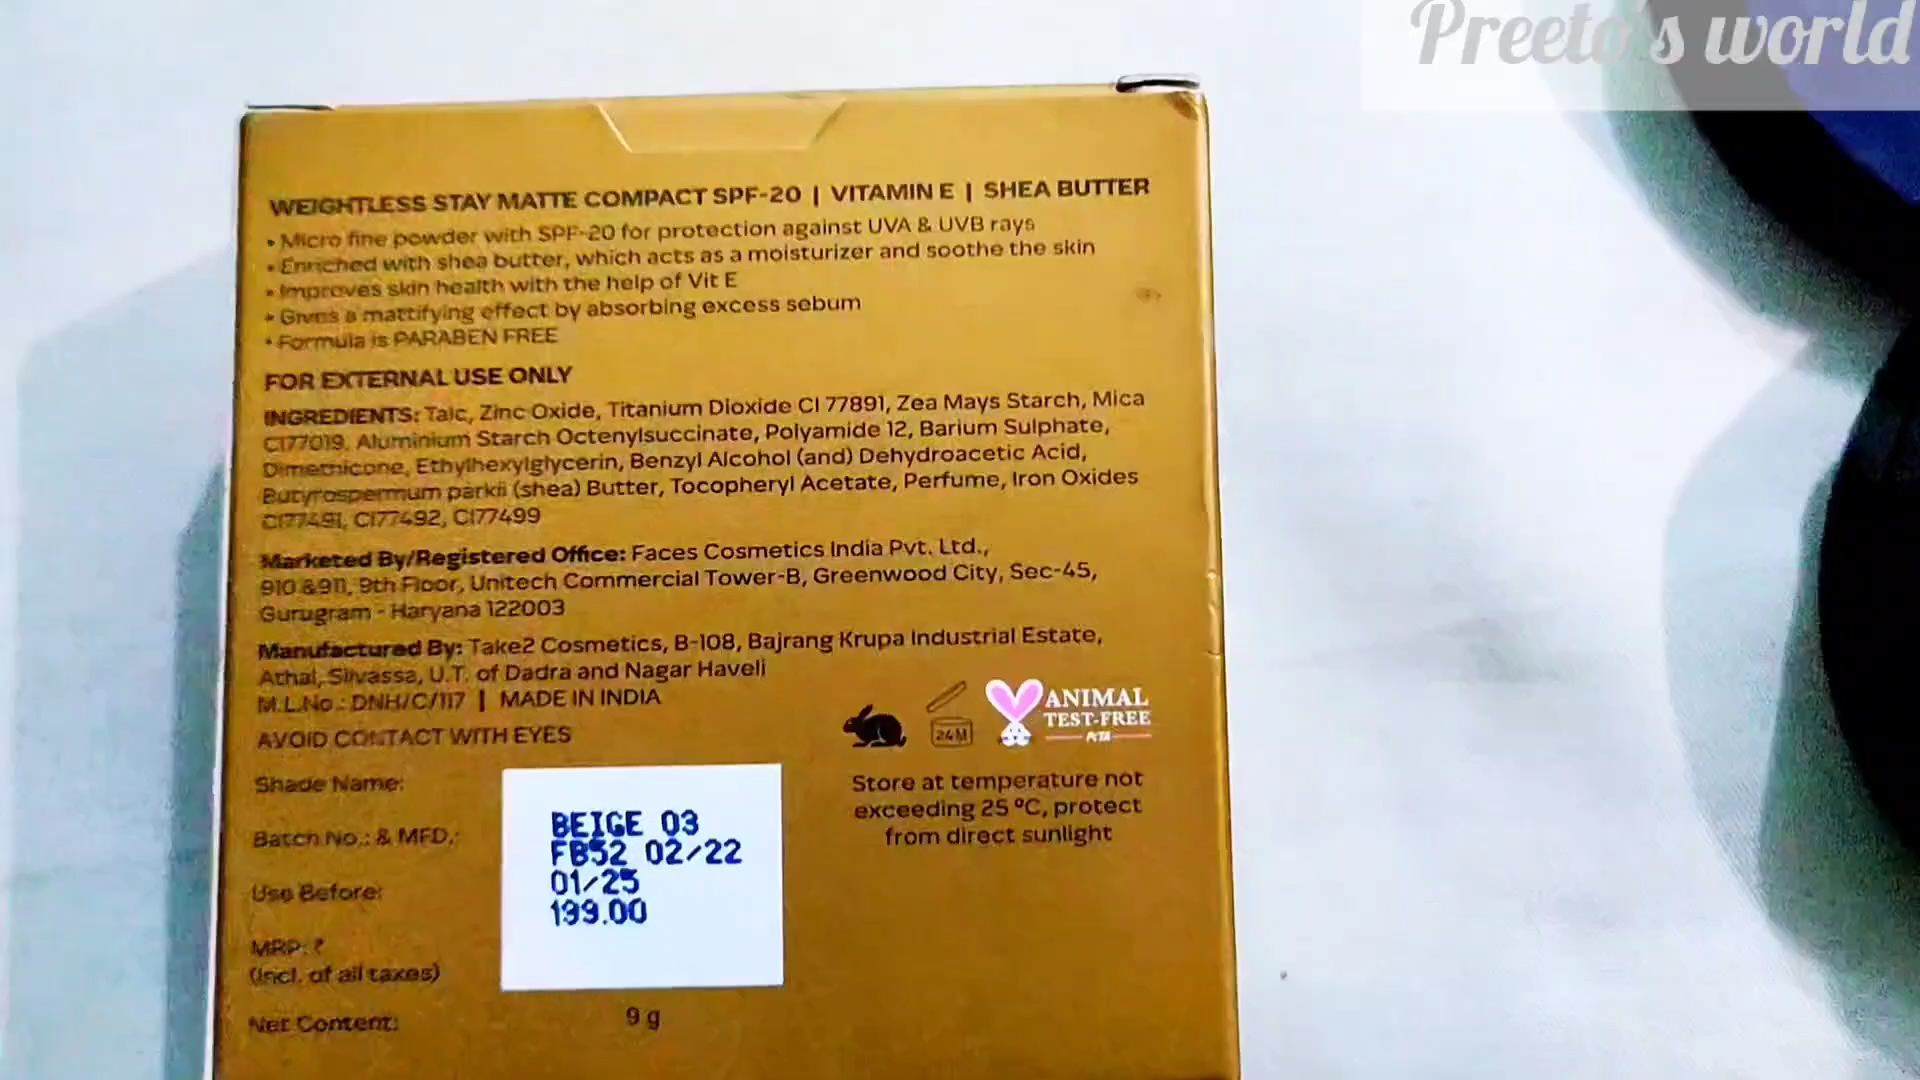 Preeto's world
WEIGHTLESS STAY MATTE COMPACT SPF-20 | VITAMIN E | SHEA BUTTER
• Micro fine powder with SPF-20 for protection against UVA & UVB rays
• Enriched with shea butter, which acts as a moisturizer and soothe the skin
• Improves skin health with the help of Vit E
• Gives a mattifying effect by absorbing excess sebum
• Formula is PARABEN FREE
FOR EXTERNAL USE ONLY
INGREDIENTS: Talc, Zinc Oxide, Titanium Dioxide CI 77891, Zea Mays Starch, Mica
CI77019, Aluminium Starch Octenylsuccinate, Polyamide 12, Barium Sulphate,
Dimethicone, Ethylhexylglycerin, Benzyl Alcohol (and) Dehydroacetic Acid,
Butyrospermum parkii (shea) Butter, Tocopheryl Acetate, Perfume, Iron Oxides
CI77491, CI77492, CI77499
Marketed By/Registered Office: Faces Cosmetics India Pvt. Ltd.,
910 & 911, 9th Floor, Unitech Commercial Tower-B, Greenwood City, Sec-45,
Gurugram - Haryana 122003
Manufactured By: Take2 Cosmetics, B-108, Bajrang Krupa Industrial Estate,
Athal, Silvassa, U.T. of Dadra and Nagar Haveli
M.L.No.: DNH/C/117 | MADE IN INDIA
AVOID CONTACT WITH EYES
24M
ANIMAL
TEST-FREE
PETA
Store at temperature not
exceeding 25 ºC, protect
from direct sunlight
Shade Name:
BEIGE 03
Batch No.: & MFD.:
FB52 02/22
Use Before:
01/25
MRP: ₹
199.00
(Incl. of all taxes)
Net Content:
9 g